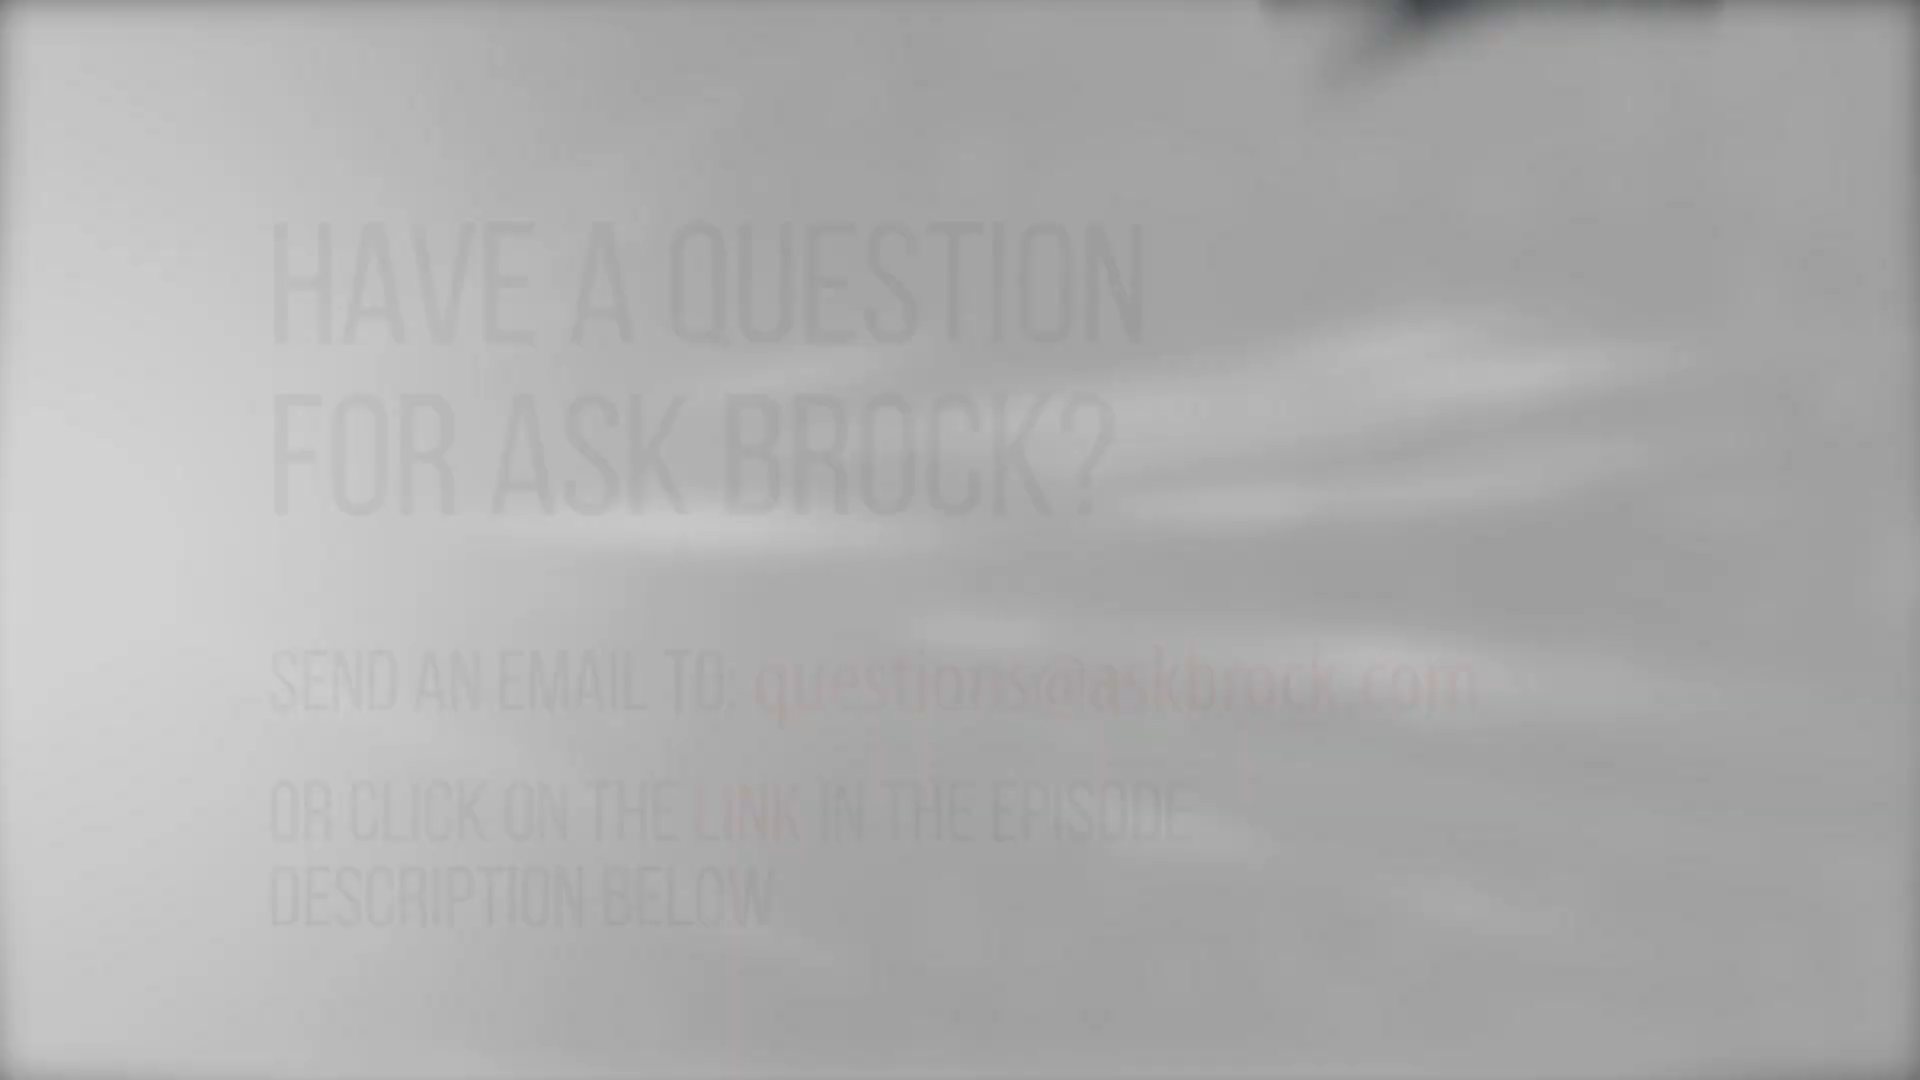 HAVE A QUESTION
FOR ASK BROCK?
SEND AN EMAIL TO: questions@askbrock.com
OR CLICK ON THE LINK IN THE EPISODE
DESCRIPTION BELOW